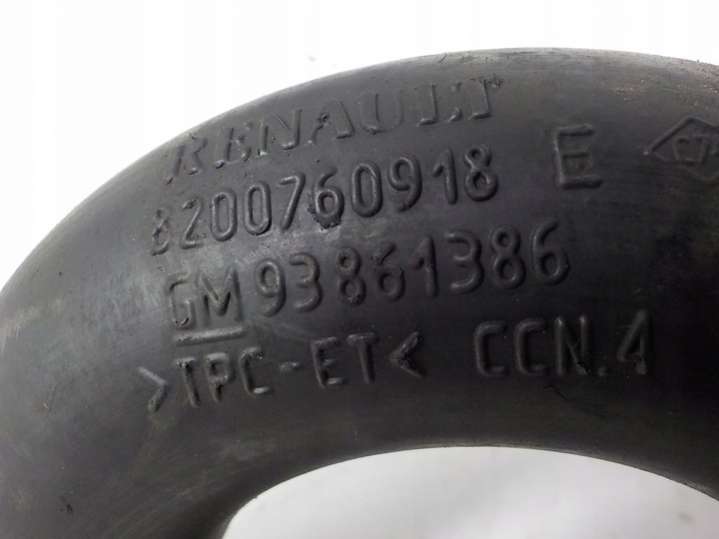 RENAULT
8200760918 E
GM 93861386
>TPC-ET< CCN.4